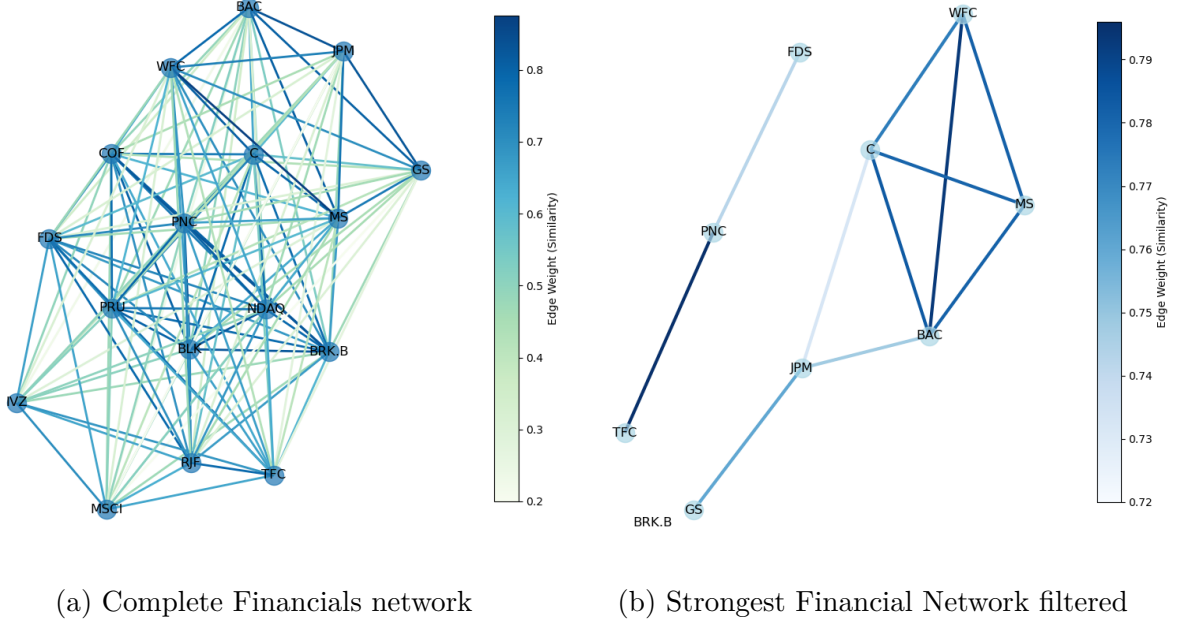 BAC
JPM
WFC
COF
C
GS
PNC
MS
FDS
PRU
NDAQ
BLK
BRK.B
IVZ
RJF
TFC
MSCI
0.8
0.7
0.6
0.5
0.4
0.3
0.2
Edge Weight (Similarity)
WFC
FDS
C
MS
PNC
BAC
JPM
TFC
GS
BRK.B
0.79
0.78
0.77
0.76
0.75
0.74
0.73
0.72
Edge Weight (Similarity)
(a) Complete Financials network
(b) Strongest Financial Network filtered